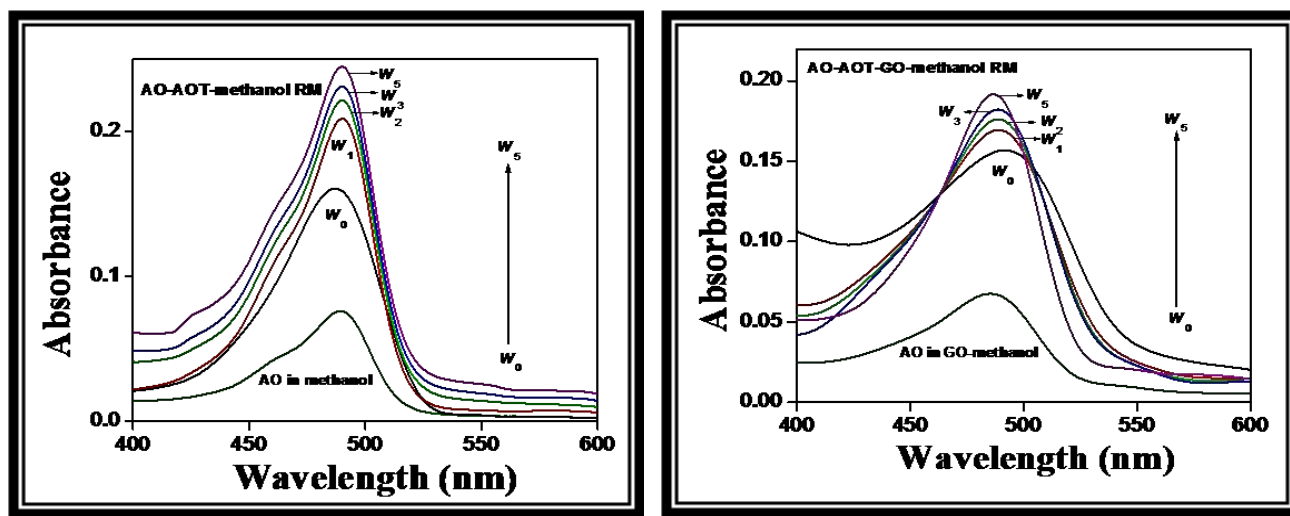 AO-AOT-methanol RM
W5
W3
W2
W1
W0
W5
W0
AO in methanol
0.2
0.1
0.0
400 450 500 550 600
Absorbance
Wavelength (nm)
AO-AOT-GO-methanol RM
W5
W3
W2
W1
W0
W5
W0
AO in GO-methanol
0.20
0.15
0.10
0.05
0.00
400 450 500 550 600
Absorbance
Wavelength (nm)